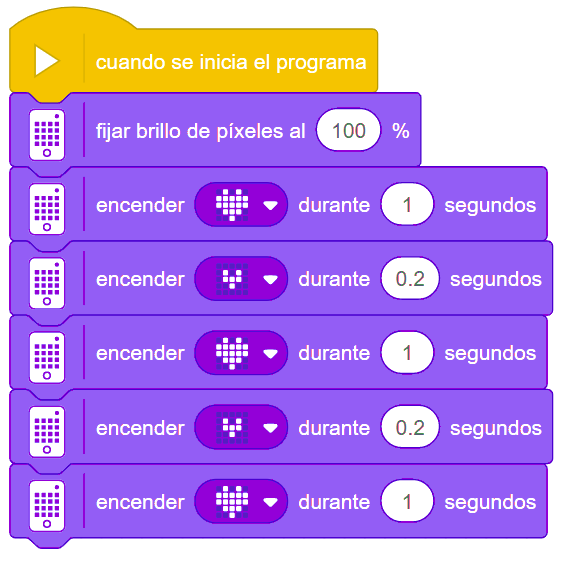 cuando se inicia el programa
fijar brillo de píxeles al 100 %
encender durante 1 segundos
encender durante 0.2 segundos
encender durante 1 segundos
encender durante 0.2 segundos
encender durante 1 segundos